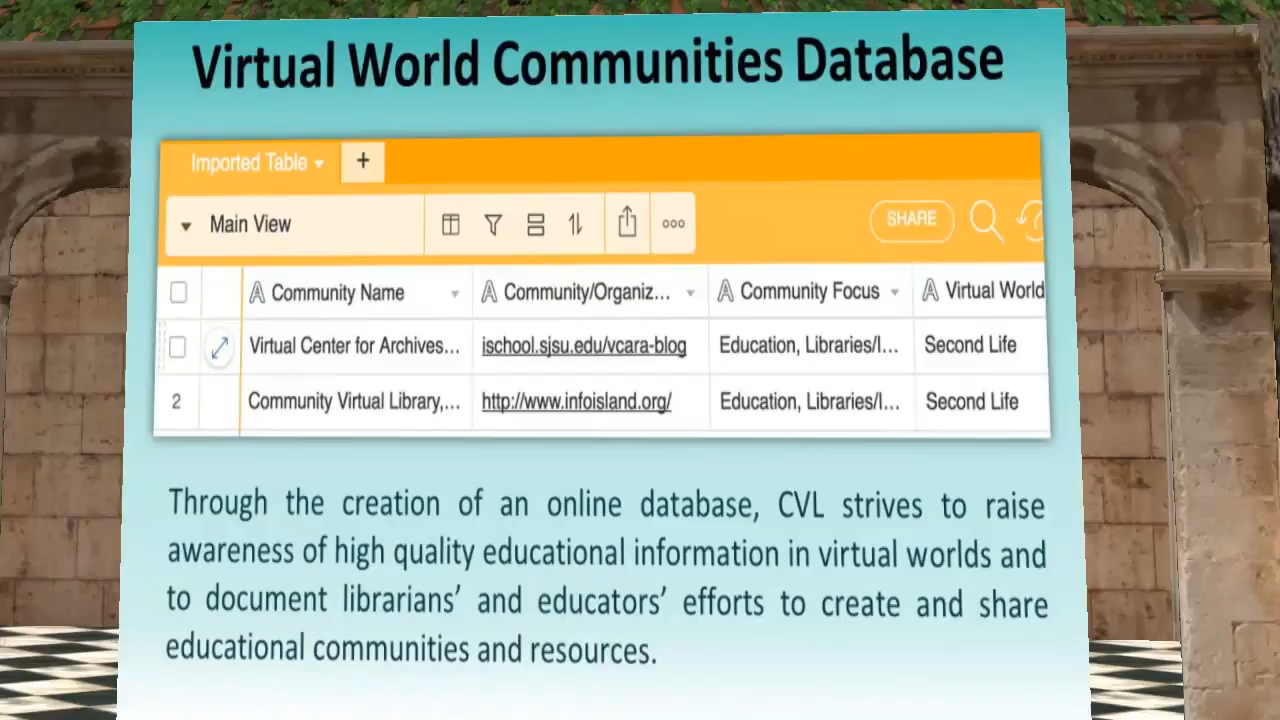 Virtual World Communities Database
Imported Table
+
Main View
SHARE
Community Name
Community/Organiz...
Community Focus
Virtual World
Virtual Center for Archives...
ischool.sjsu.edu/vcara-blog
Education, Libraries/I...
Second Life
2
Community Virtual Library,...
http://www.infoisland.org/
Education, Libraries/I...
Second Life
Through the creation of an online database, CVL strives to raise
awareness of high quality educational information in virtual worlds and
to document librarians’ and educators’ efforts to create and share
educational communities and resources.